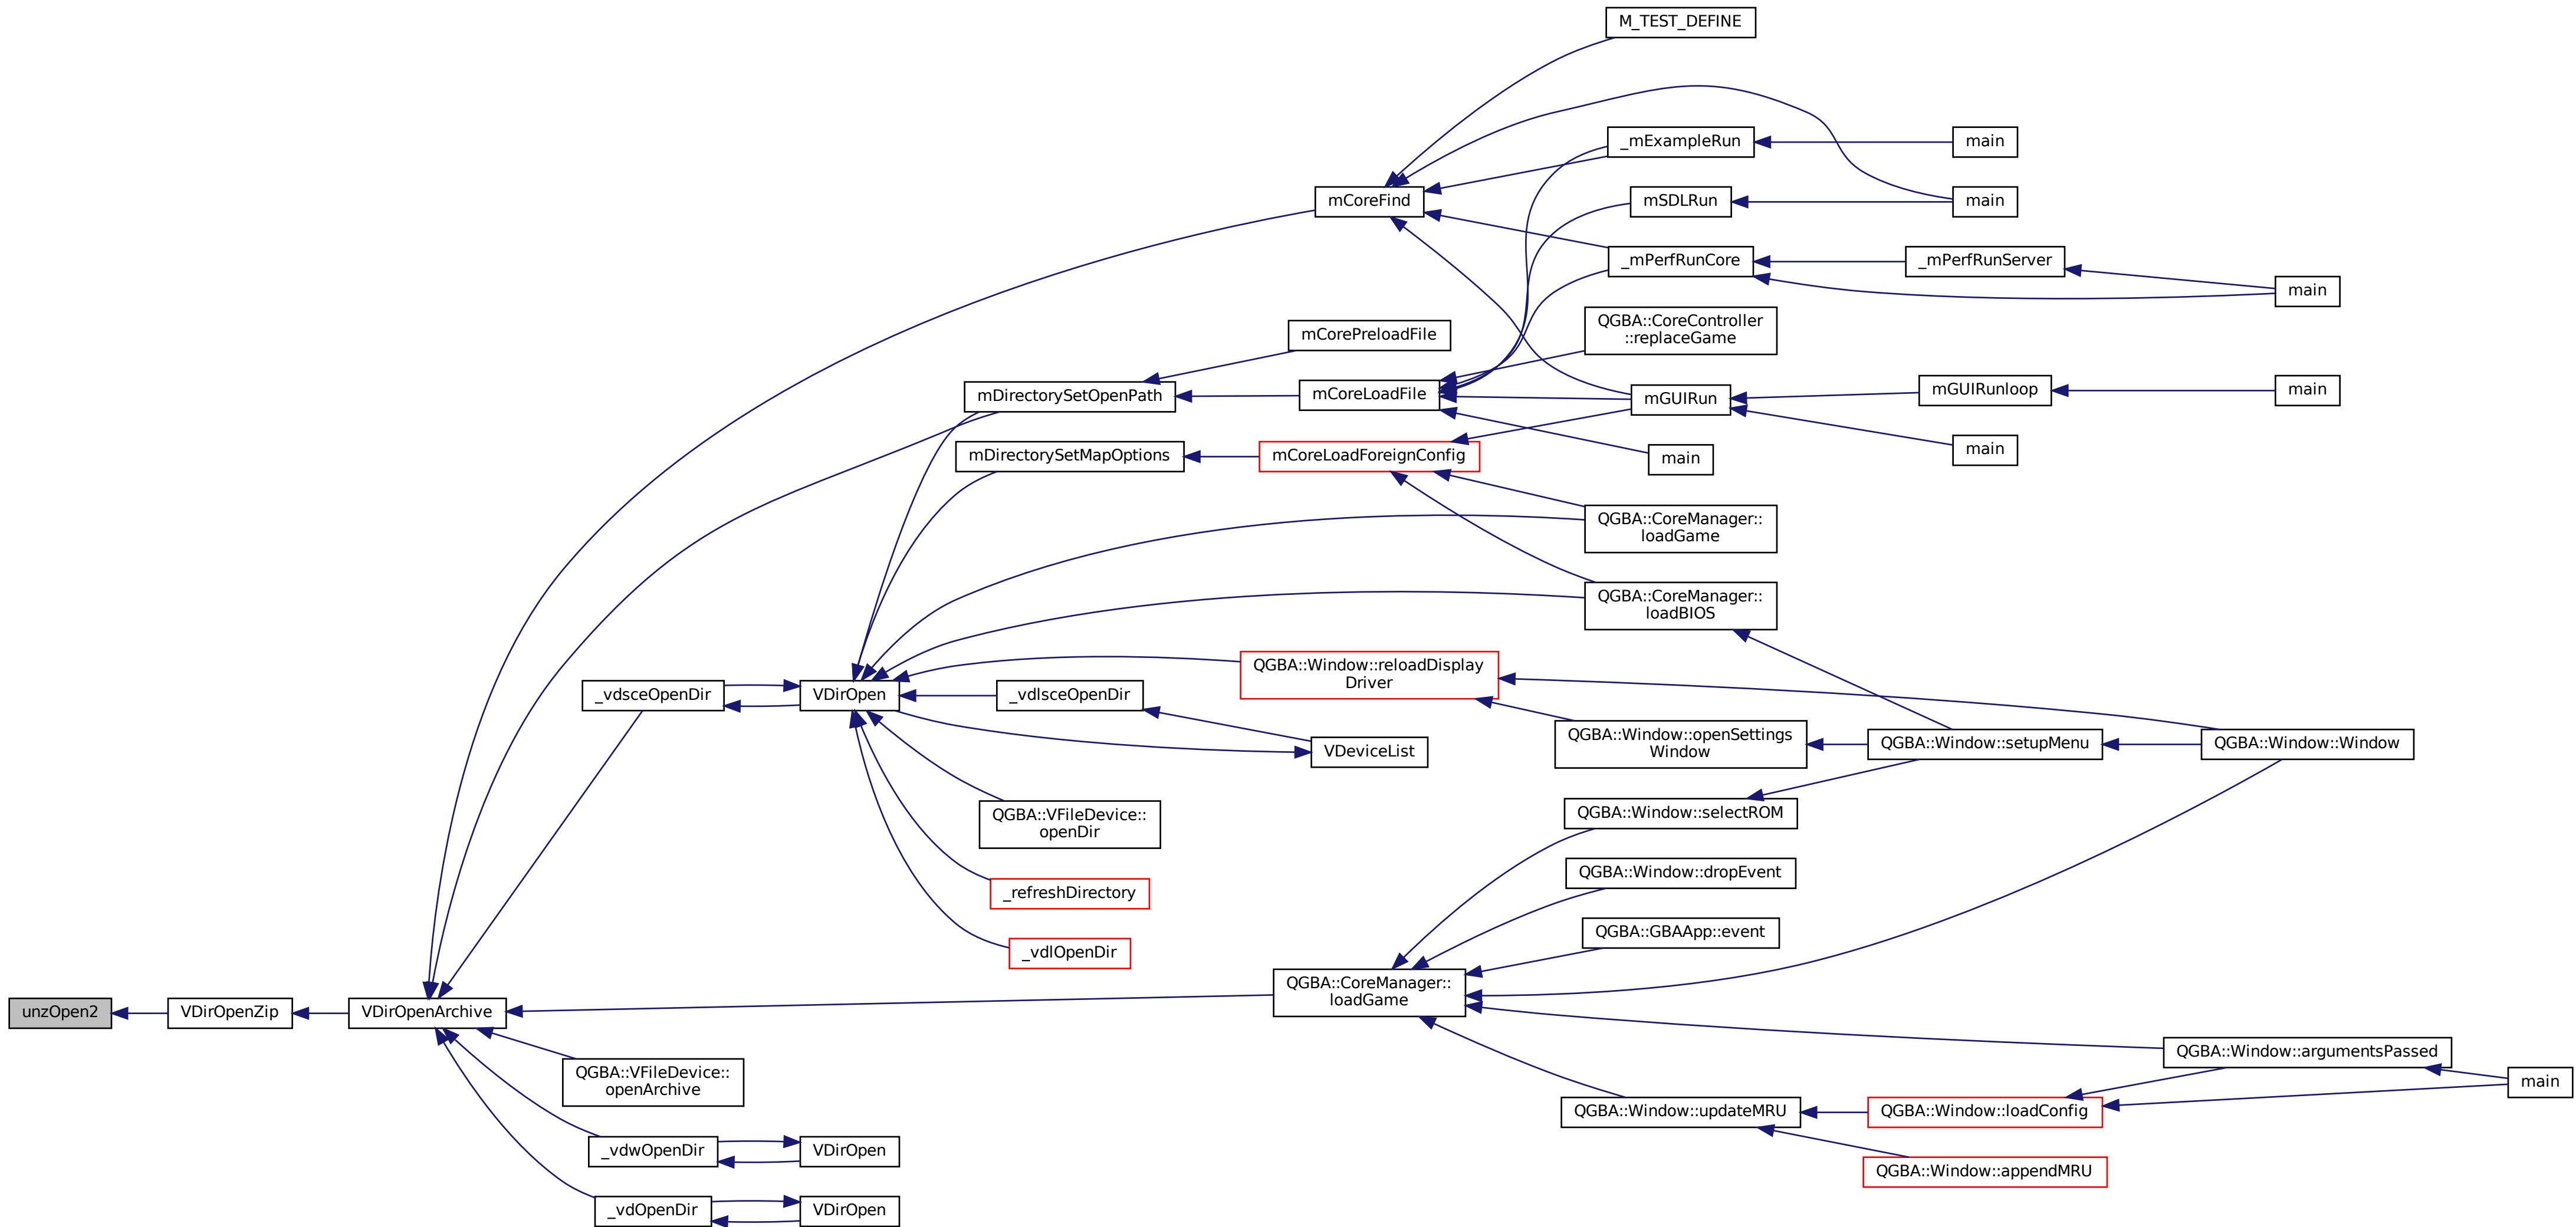 M_TEST_DEFINE
_mExampleRun
main
mCoreFind
mSDLRun
main
_mPerfRunCore
_mPerfRunServer
main
QGBA::CoreController
::replaceGame
mCorePreloadFile
mDirectorySetOpenPath
mCoreLoadFile
mGUIRun
mGUIRunloop
main
main
mDirectorySetMapOptions
mCoreLoadForeignConfig
main
QGBA::CoreManager::
loadGame
QGBA::CoreManager::
loadBIOS
QGBA::Window::reloadDisplay
Driver
_vdsceOpenDir
VDirOpen
_vdlsceOpenDir
VDeviceList
QGBA::Window::openSettings
Window
QGBA::Window::setupMenu
QGBA::Window::Window
QGBA::VFileDevice::
openDir
QGBA::Window::selectROM
_refreshDirectory
QGBA::Window::dropEvent
_vdlOpenDir
QGBA::GBAApp::event
QGBA::CoreManager::
loadGame
unzOpen2
VDirOpenZip
VDirOpenArchive
QGBA::Window::argumentsPassed
main
QGBA::VFileDevice::
openArchive
QGBA::Window::updateMRU
QGBA::Window::loadConfig
_vdwOpenDir
VDirOpen
QGBA::Window::appendMRU
_vdOpenDir
VDirOpen